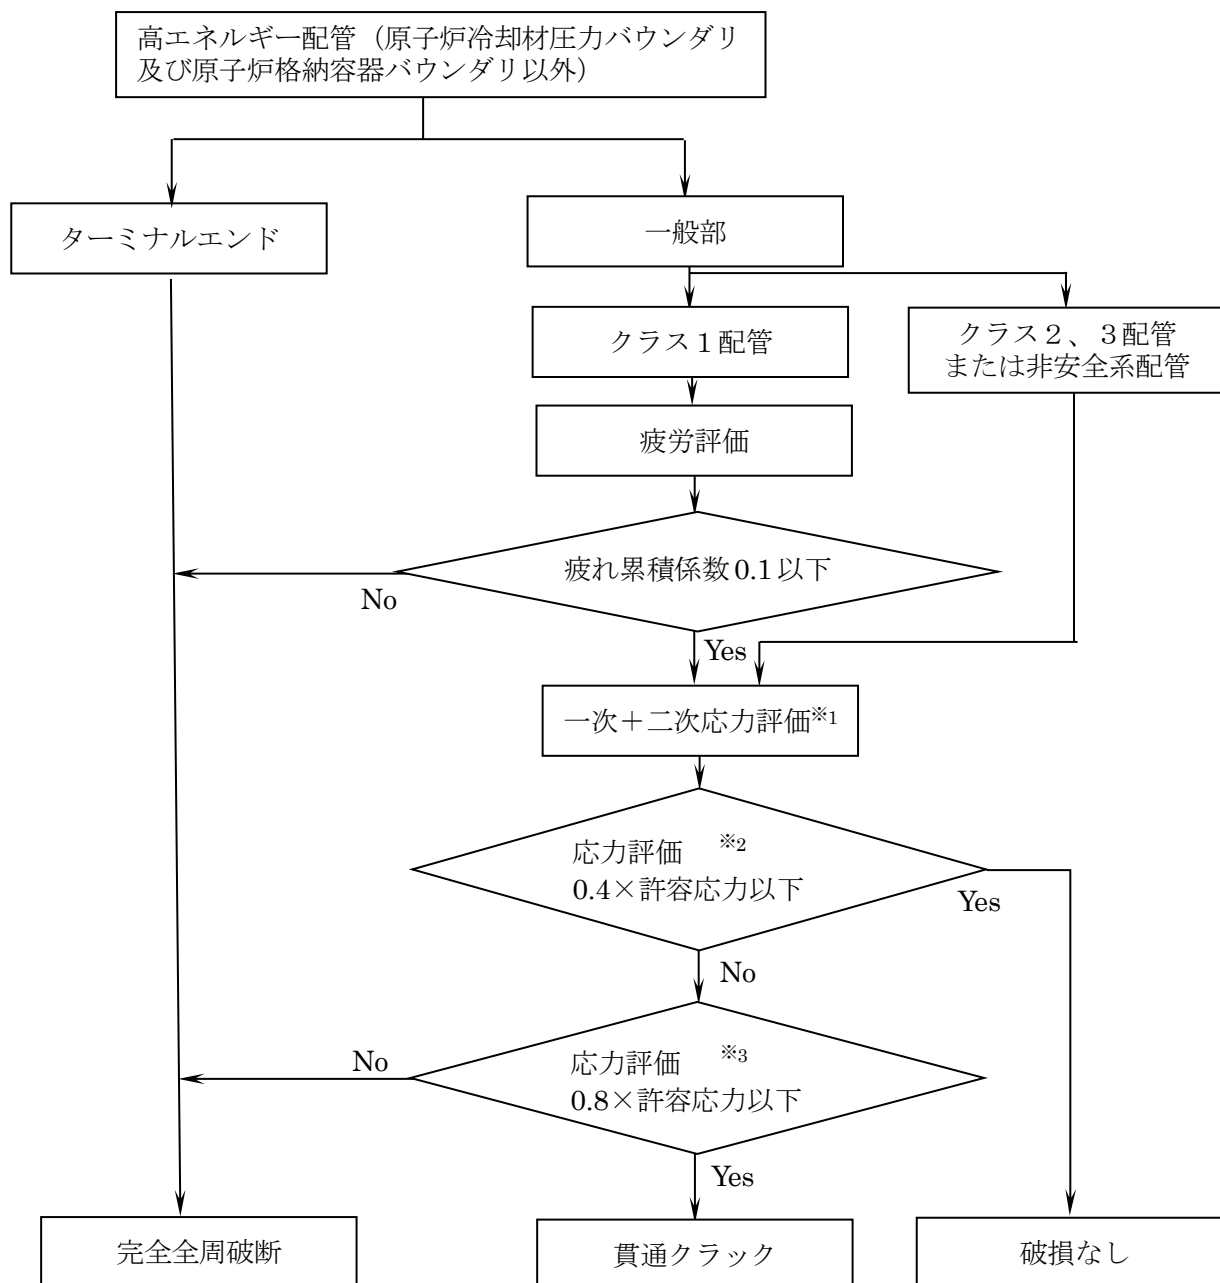 高エネルギー配管（原子炉冷却材圧力バウンダリ
及び原子炉格納容器バウンダリ以外）
ターミナルエンド
一般部
クラス１配管
クラス２、３配管
または非安全系配管
疲労評価
疲れ累積係数 0.1 以下
No
Yes
一次＋二次応力評価※1
応力評価 ※2
0.4×許容応力以下
Yes
No
応力評価 ※3
0.8×許容応力以下
No
Yes
完全全周破断
貫通クラック
破損なし